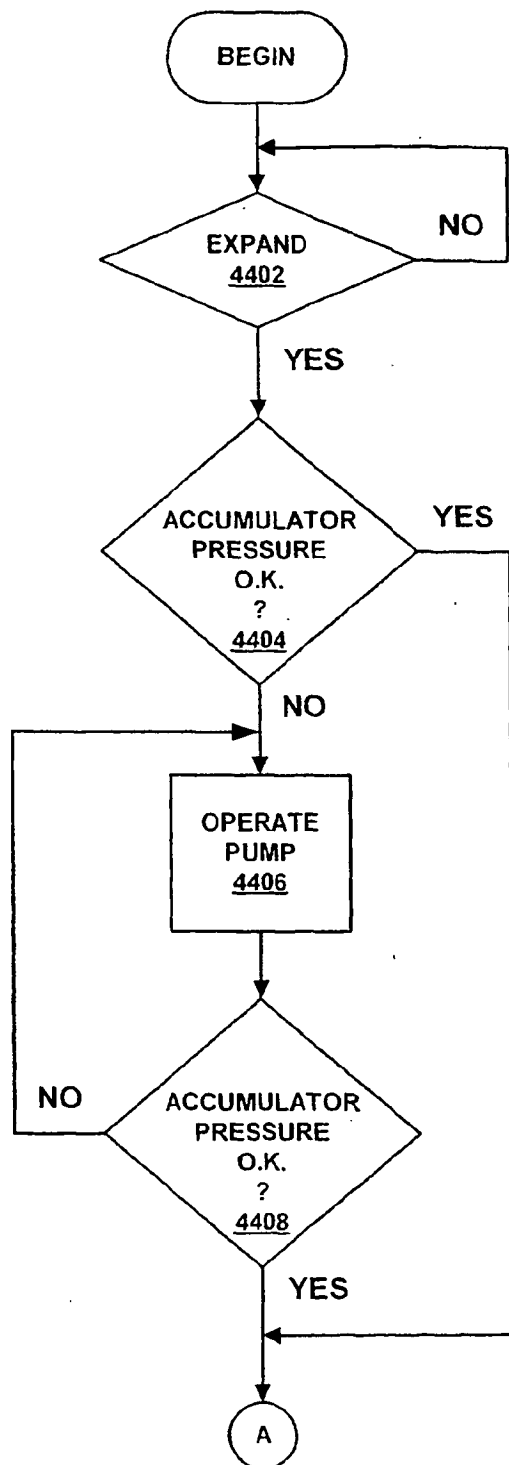 BEGIN
NO
EXPAND
4402
YES
ACCUMULATOR
PRESSURE
O.K.
?
4404
YES
NO
OPERATE
PUMP
4406
NO
ACCUMULATOR
PRESSURE
O.K.
?
4408
YES
A